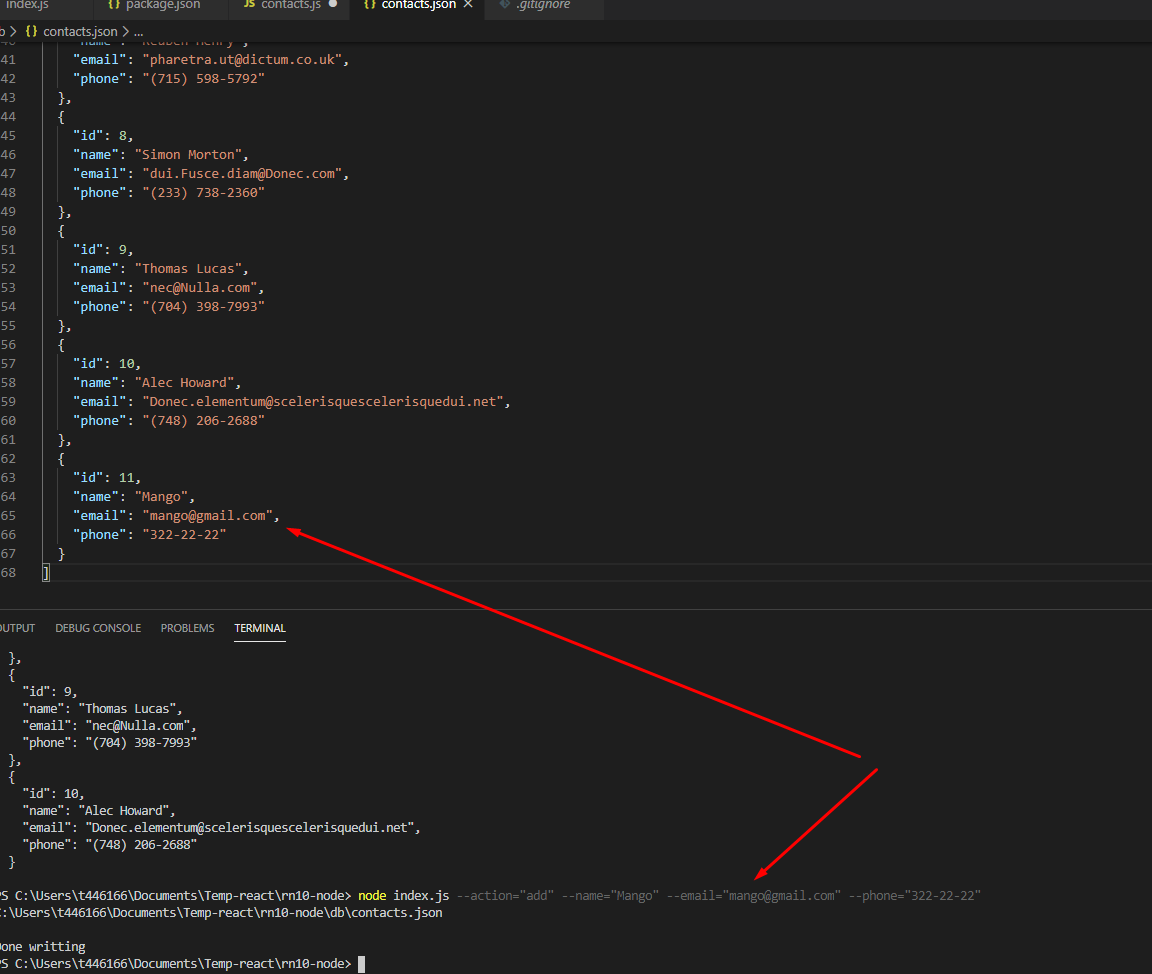 index.js {} package.json JS contacts.js ● {} contacts.json × .gitignore
b > {} contacts.json > ...
40 "name": "Reuben Henry",
41 "email": "pharetra.ut@dictum.co.uk",
42 "phone": "(715) 598-5792"
43 },
44 {
45 "id": 8,
46 "name": "Simon Morton",
47 "email": "dui.Fusce.diam@Donec.com",
48 "phone": "(233) 738-2360"
49 },
50 {
51 "id": 9,
52 "name": "Thomas Lucas",
53 "email": "nec@Nulla.com",
54 "phone": "(704) 398-7993"
55 },
56 {
57 "id": 10,
58 "name": "Alec Howard",
59 "email": "Donec.elementum@scelerisquescelerisquedui.net",
60 "phone": "(748) 206-2688"
61 },
62 {
63 "id": 11,
64 "name": "Mango",
65 "email": "mango@gmail.com",
66 "phone": "322-22-22"
67 }
68 ]
OUTPUT DEBUG CONSOLE PROBLEMS TERMINAL
},
{
"id": 9,
"name": "Thomas Lucas",
"email": "nec@Nulla.com",
"phone": "(704) 398-7993"
},
{
"id": 10,
"name": "Alec Howard",
"email": "Donec.elementum@scelerisquescelerisquedui.net",
"phone": "(748) 206-2688"
}
PS C:\Users\t446166\Documents\Temp-react\rn10-node> node index.js --action="add" --name="Mango" --email="mango@gmail.com" --phone="322-22-22"
C:\Users\t446166\Documents\Temp-react\rn10-node\db\contacts.json
Done writting
PS C:\Users\t446166\Documents\Temp-react\rn10-node>